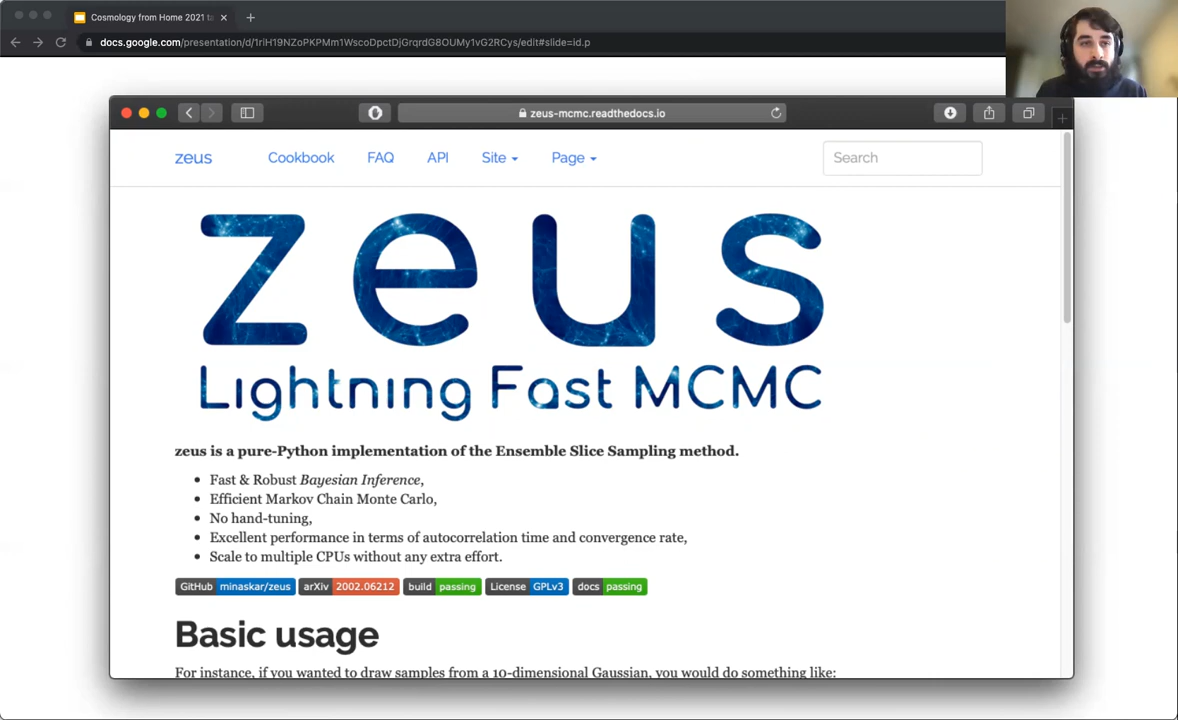 Cosmology from Home 2021 ta
docs.google.com/presentation/d/1riH19NZoPKPMm1WscoDpctDjGrqrdG8OUMy1vG2RCys/edit#slide=id.p
zeus-mcmc.readthedocs.io
zeus Cookbook FAQ API Site Page Search
zeus
Lightning Fast MCMC
zeus is a pure-Python implementation of the Ensemble Slice Sampling method.
• Fast & Robust Bayesian Inference,
• Efficient Markov Chain Monte Carlo,
• No hand-tuning,
• Excellent performance in terms of autocorrelation time and convergence rate,
• Scale to multiple CPUs without any extra effort.
GitHub minaskar/zeus arXiv 2002.06212 build passing License GPLv3 docs passing
Basic usage
For instance, if you wanted to draw samples from a 10-dimensional Gaussian, you would do something like: